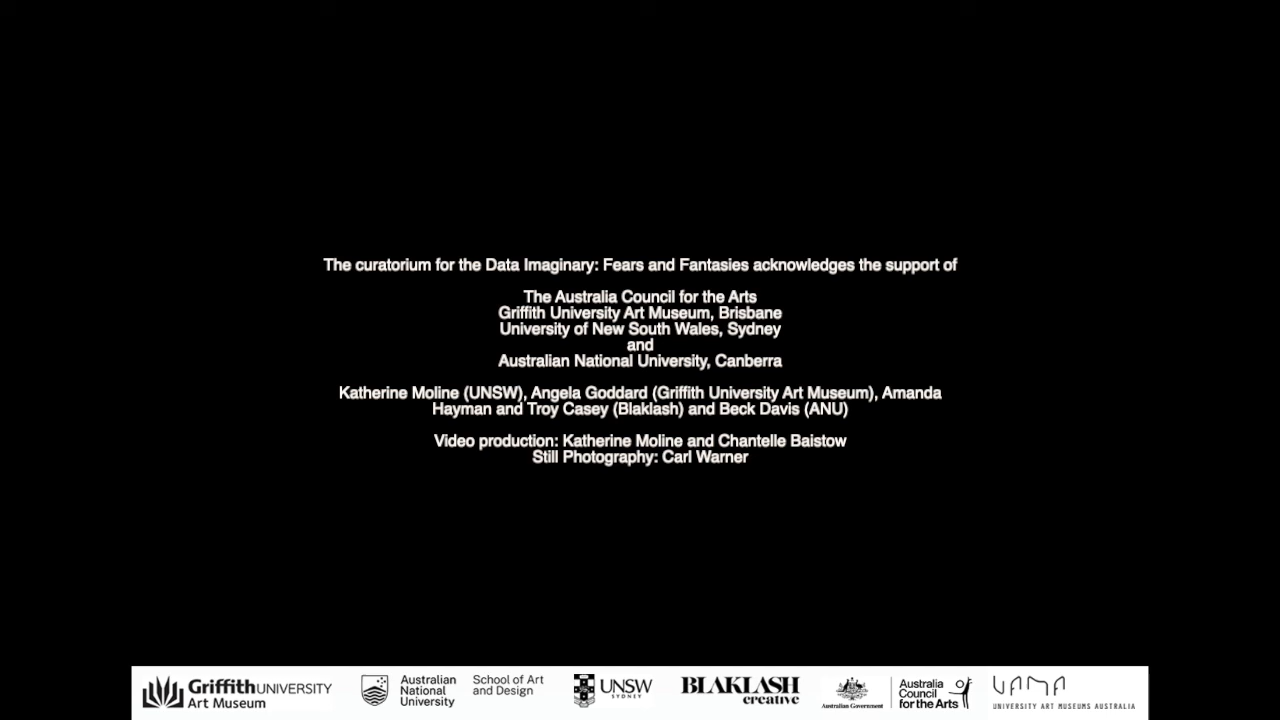 The curatorium for the Data Imaginary: Fears and Fantasies acknowledges the support of
The Australia Council for the Arts
Griffith University Art Museum, Brisbane
University of New South Wales, Sydney
and
Australian National University, Canberra
Katherine Moline (UNSW), Angela Goddard (Griffith University Art Museum), Amanda
Hayman and Troy Casey (Blaklash) and Beck Davis (ANU)
Video production: Katherine Moline and Chantelle Baistow
Still Photography: Carl Warner
Griffith UNIVERSITY
Art Museum
Australian
National
University
School of Art
and Design
UNSW
SYDNEY
BLAKLASH
creative
Australian Government
Australia
Council
for the Arts
UAMA
UNIVERSITY ART MUSEUMS AUSTRALIA